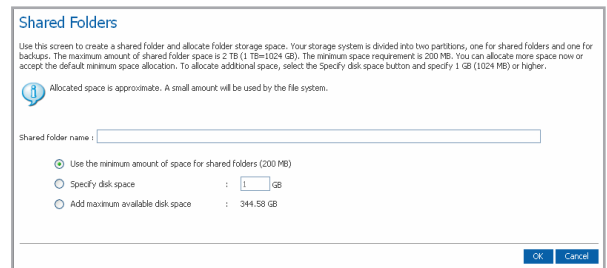 Shared Folders
Use this screen to create a shared folder and allocate folder storage space. Your storage system is divided into two partitions, one for shared folders and one for
backups. The maximum amount of shared folder space is 2 TB (1 TB=1024 GB). The minimum space requirement is 200 MB. You can allocate more space now or
accept the default minimum space allocation. To allocate additional space, select the Specify disk space button and specify 1 GB (1024 MB) or higher.
Allocated space is approximate. A small amount will be used by the file system.
Shared folder name :
Use the minimum amount of space for shared folders (200 MB)
Specify disk space : 1 GB
Add maximum available disk space : 344.58 GB
OK Cancel